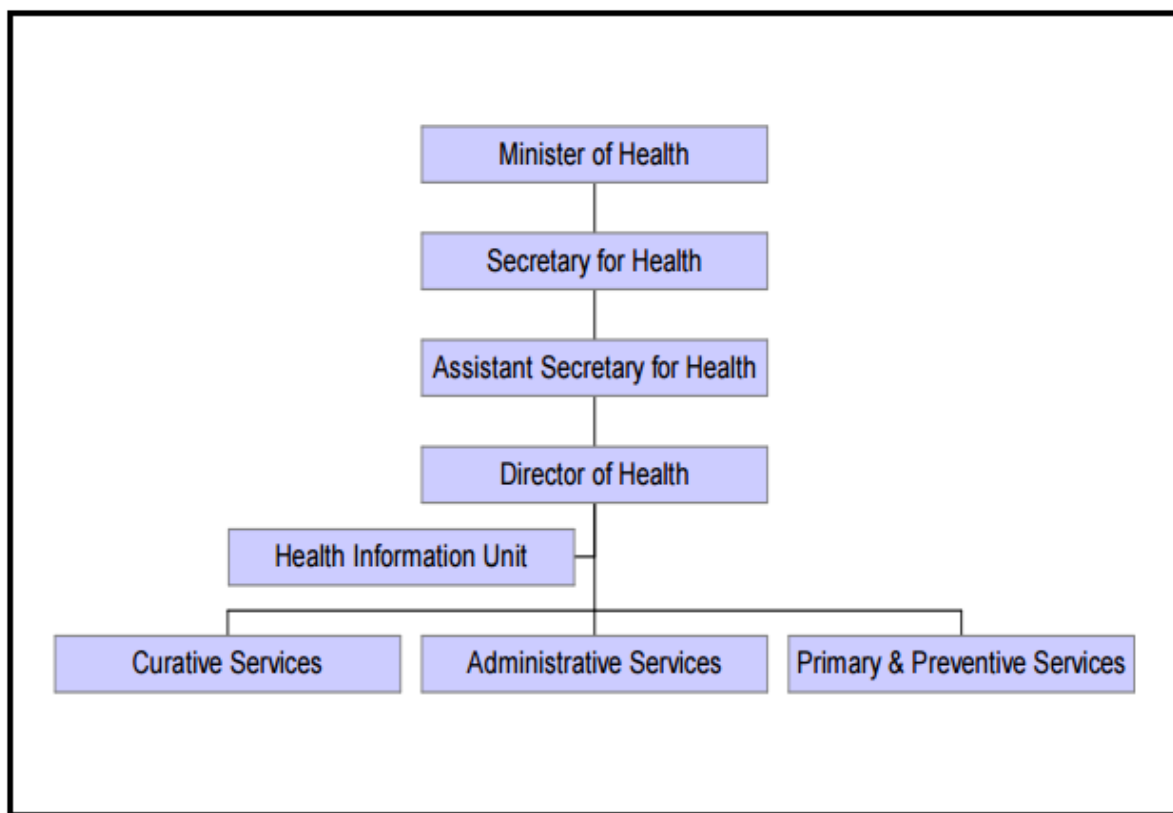 Minister of Health
Secretary for Health
Assistant Secretary for Health
Director of Health
Health Information Unit
Curative Services
Administrative Services
Primary & Preventive Services